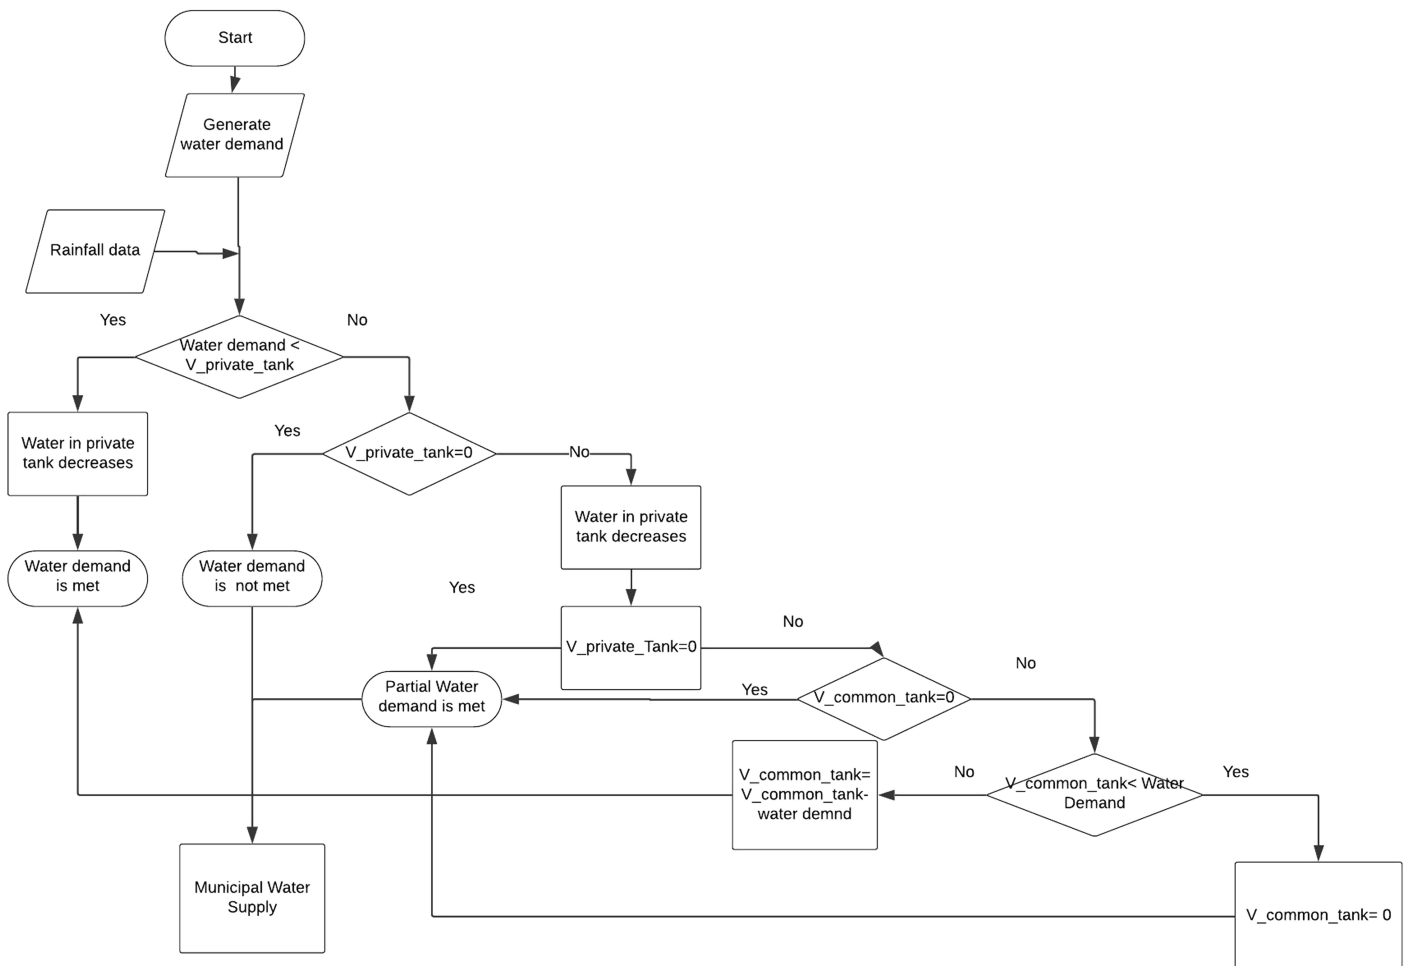 Start
Generate
water demand
Rainfall data
Yes
No
Water demand <
V_private_tank
Water in private
tank decreases
Yes
V_private_tank=0
No
Water in private
tank decreases
Water demand
is met
Water demand
is  not met
Yes
V_private_Tank=0
No
No
Partial Water
demand is met
Yes
V_common_tank=0
V_common_tank=
V_common_tank-
water demnd
No
V_common_tank< Water
Demand
Yes
Municipal Water
Supply
V_common_tank= 0